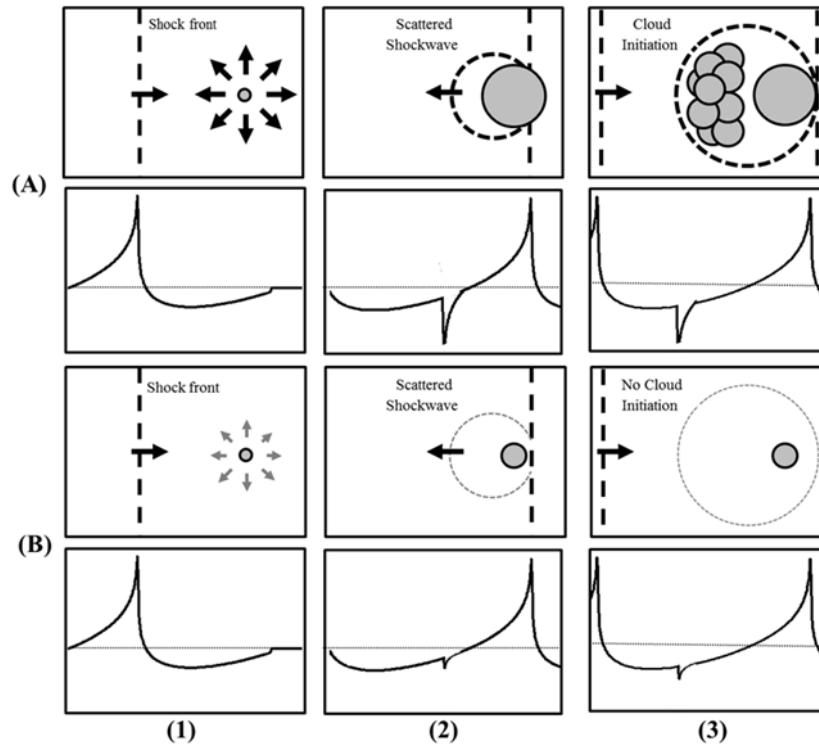 Shock front
Scattered
Shockwave
Cloud
Initiation
(A)
Shock front
Scattered
Shockwave
No Cloud
Initiation
(B)
(1)
(2)
(3)